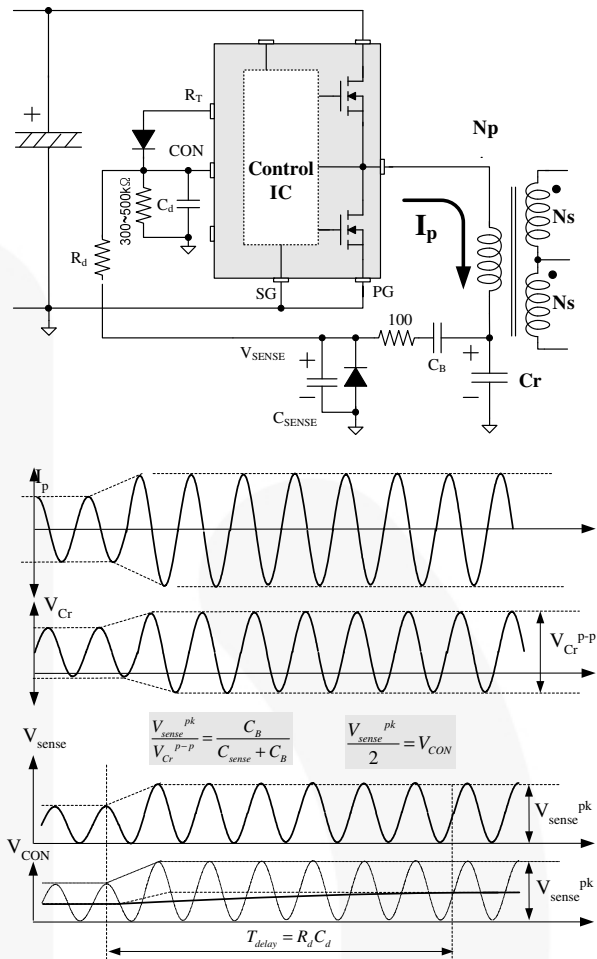 R_T
Np
CON
Control
IC
300~500kΩ
C_d
R_d
I_p
Ns
Ns
SG
PG
100
V_SENSE
C_B
Cr
C_SENSE
I_p
V_Cr
V_Cr^p-p
V_sense^pk / V_Cr^p-p = C_B / (C_sense + C_B)
V_sense^pk / 2 = V_CON
V_sense
V_sense^pk
V_CON
V_sense^pk
T_delay = R_d C_d